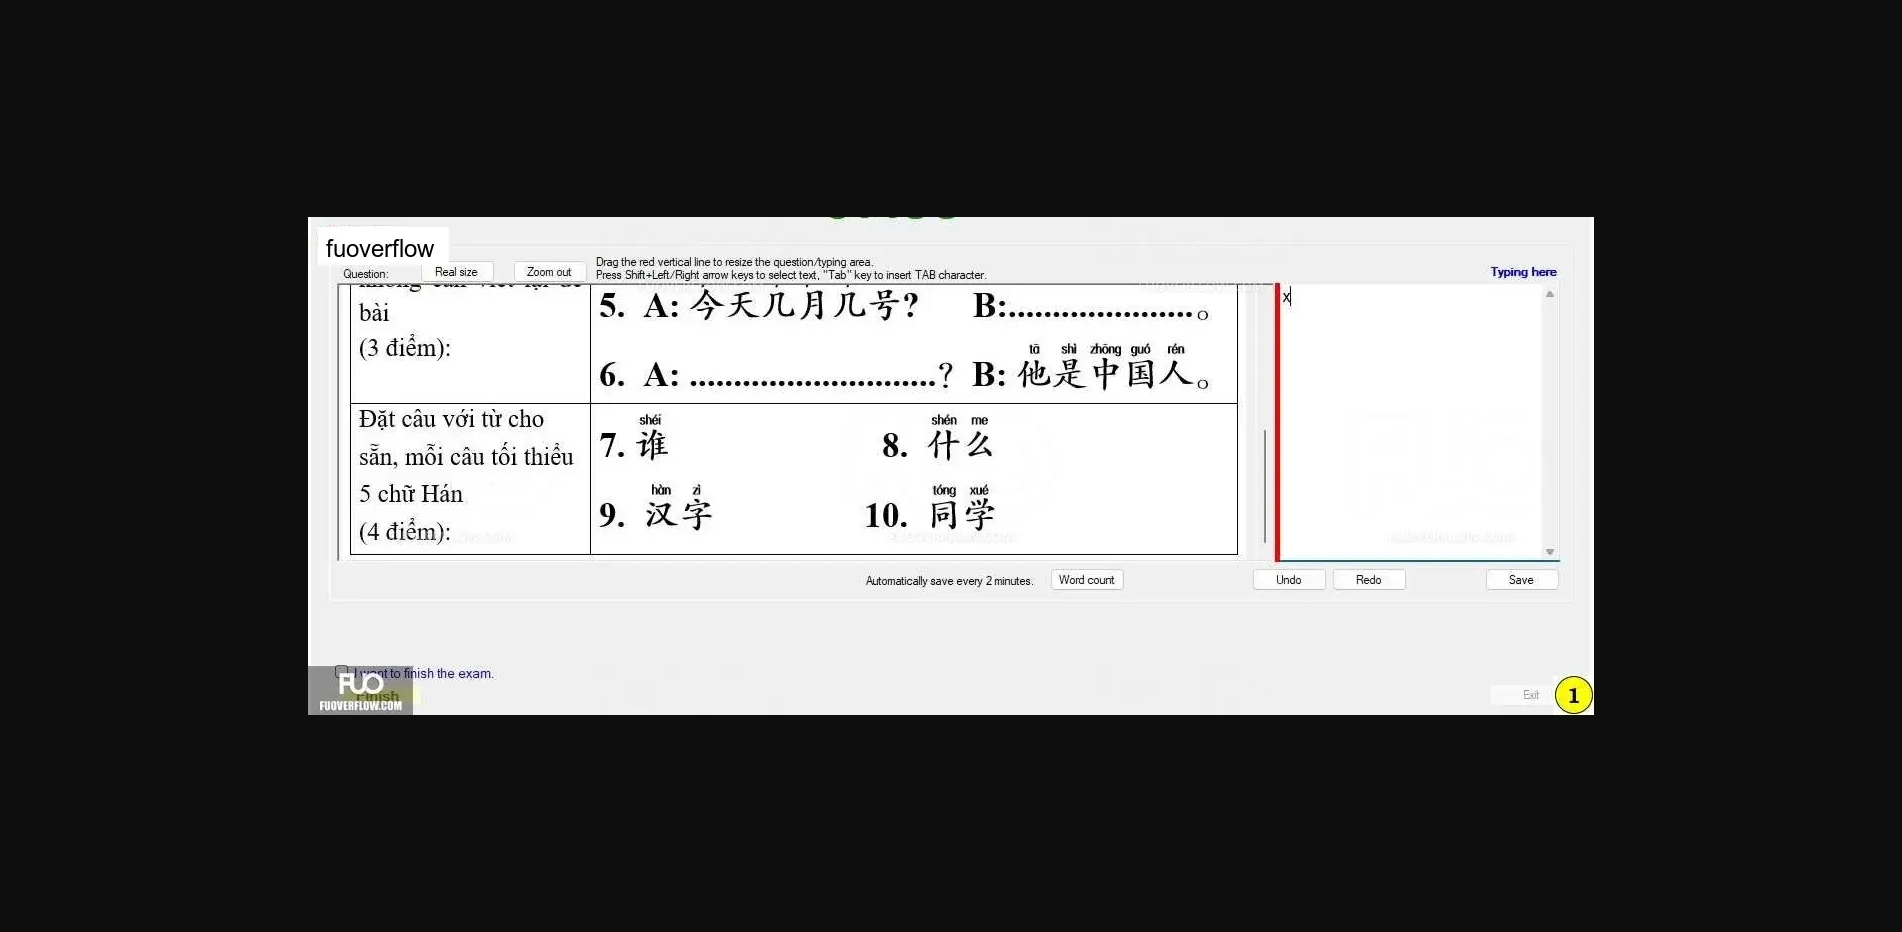 fuoverflow
Question:
Real size
Zoom out
Drag the red vertical line to resize the question/typing area.
Press Shift+Left/Right arrow keys to select text, "Tab" key to insert TAB character.
Typing here
bài
(3 điểm):
5. A: 今天几月几号? B:.....................。
tā shì zhōng guó rén
6. A: ............................? B: 他是中国人。
x
Đặt câu với từ cho
sẵn, mỗi câu tối thiểu
5 chữ Hán
(4 điểm):
shéi shén me
7. 谁 8. 什么
hàn zì tóng xué
9. 汉字 10. 同学
Automatically save every 2 minutes.
Word count
Undo
Redo
Save
I want to finish the exam.
Finish
FUO
FUOVERFLOW.COM
Exit
1